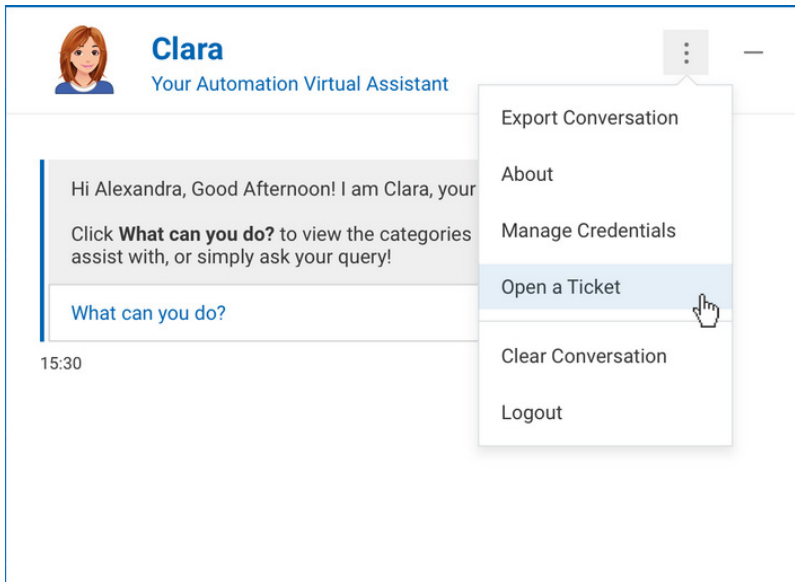 Clara
Your Automation Virtual Assistant
Export Conversation
About
Manage Credentials
Open a Ticket
Clear Conversation
Logout
Hi Alexandra, Good Afternoon! I am Clara, your
Click What can you do? to view the categories
assist with, or simply ask your query!
What can you do?
15:30